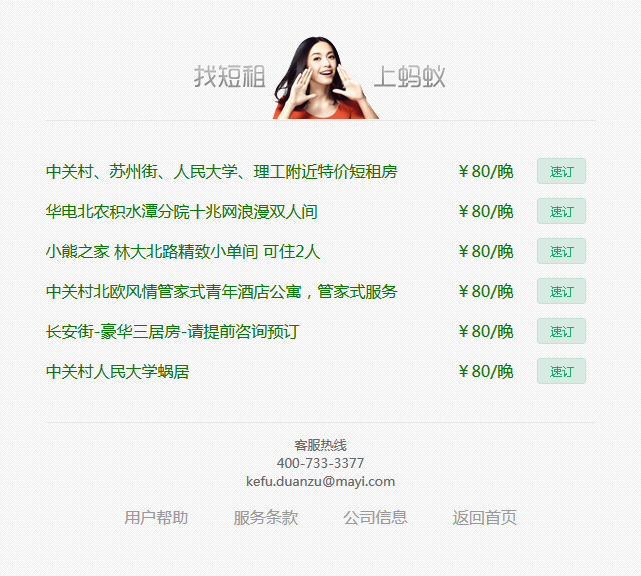 找短租 上蚂蚁
中关村、苏州街、人民大学、理工附近特价短租房 ￥80/晚 速订
华电北农积水潭分院十兆网浪漫双人间 ￥80/晚 速订
小熊之家 林大北路精致小单间 可住2人 ￥80/晚 速订
中关村北欧风情管家式青年酒店公寓，管家式服务 ￥80/晚 速订
长安街-豪华三居房-请提前咨询预订 ￥80/晚 速订
中关村人民大学蜗居 ￥80/晚 速订
客服热线
400-733-3377
kefu.duanzu@mayi.com
用户帮助 服务条款 公司信息 返回首页